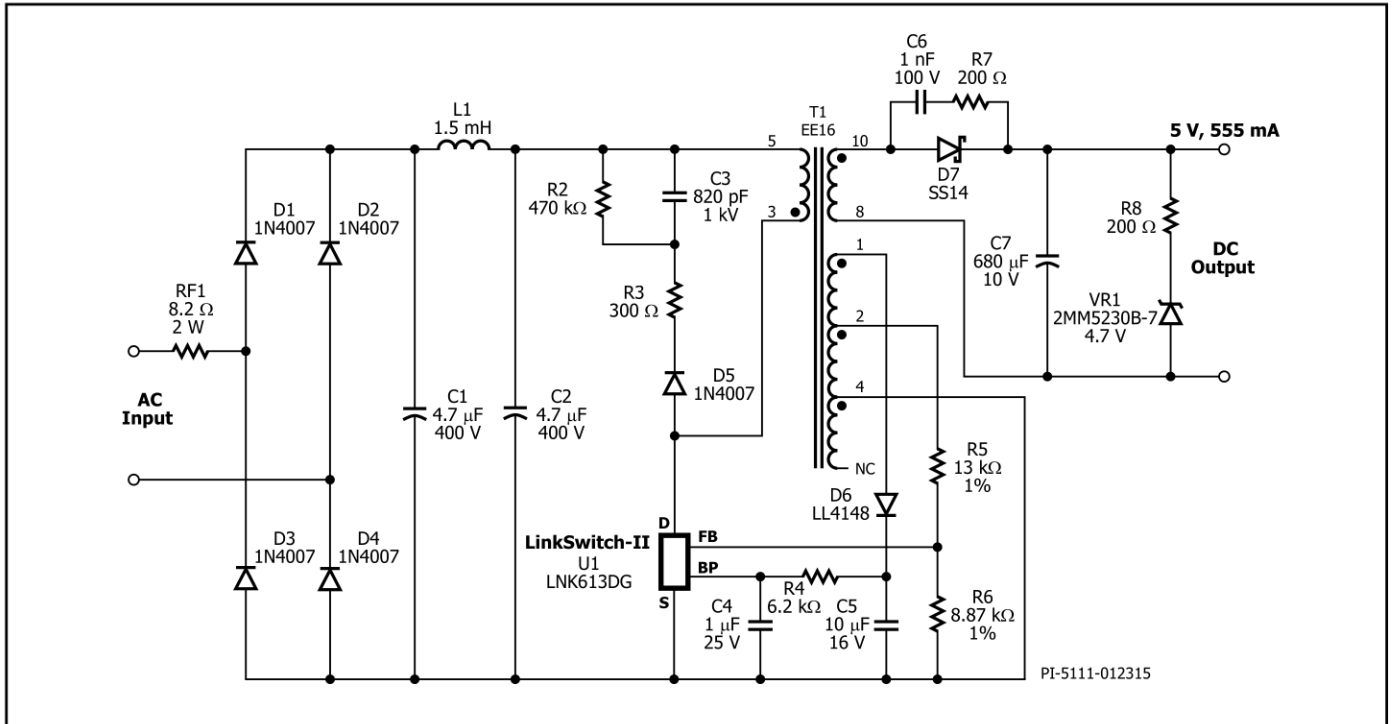 C6
1 nF
100 V
R7
200 Ω
L1
1.5 mH
T1
EE16
5
10
5 V, 555 mA
D7
SS14
C3
820 pF
1 kV
R2
470 kΩ
3
8
R8
200 Ω
D1
1N4007
D2
1N4007
C7
680 μF
10 V
DC
Output
1
RF1
8.2 Ω
2 W
R3
300 Ω
VR1
2MM5230B-7
4.7 V
2
D5
1N4007
4
AC
Input
C1
4.7 μF
400 V
C2
4.7 μF
400 V
R5
13 kΩ
1%
NC
D6
LL4148
D
FB
LinkSwitch-II
U1
LNK613DG
BP
S
D3
1N4007
D4
1N4007
R4
6.2 kΩ
C4
1 μF
25 V
C5
10 μF
16 V
R6
8.87 kΩ
1%
PI-5111-012315